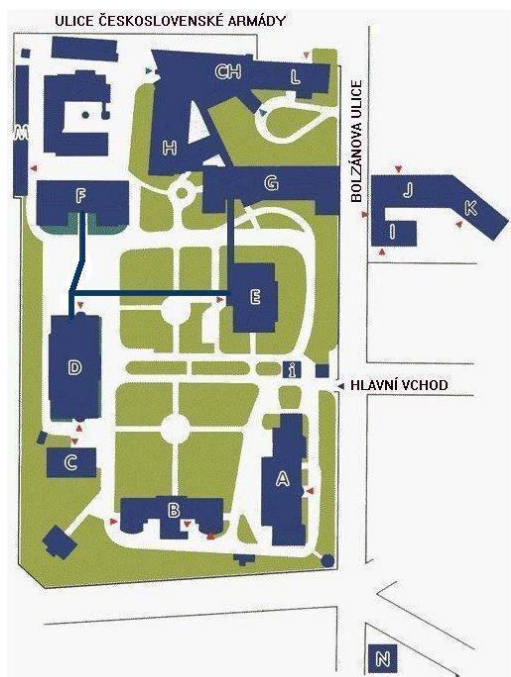 ULICE ČESKOSLOVENSKÉ ARMÁDY
CH
L
M
H
BOLZÁNOVA ULICE
F
G
J
K
I
E
D
i
HLAVNÍ VCHOD
C
A
B
N